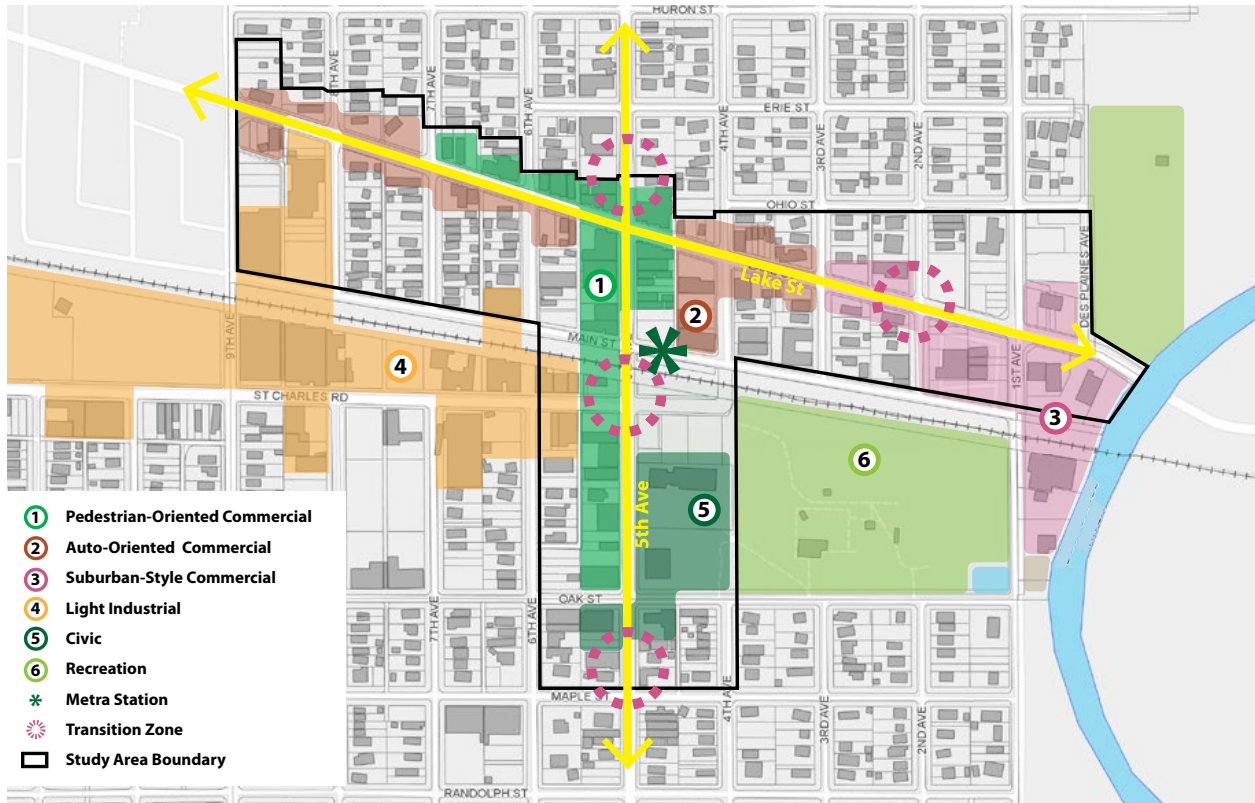 HURON ST
8TH AVE
7TH AVE
6TH AVE
4TH AVE
ERIE ST
3RD AVE
2ND AVE
OHIO ST
DES PLAINES AVE
Lake St
1
2
MAIN ST
9TH AVE
4
1ST AVE
ST CHARLES RD
3
6
5
5th Ave
OAK ST
7TH AVE
6TH AVE
MAPLE ST
4TH AVE
3RD AVE
2ND AVE
RANDOLPH ST
1 Pedestrian-Oriented Commercial
2 Auto-Oriented Commercial
3 Suburban-Style Commercial
4 Light Industrial
5 Civic
6 Recreation
Metra Station
Transition Zone
Study Area Boundary